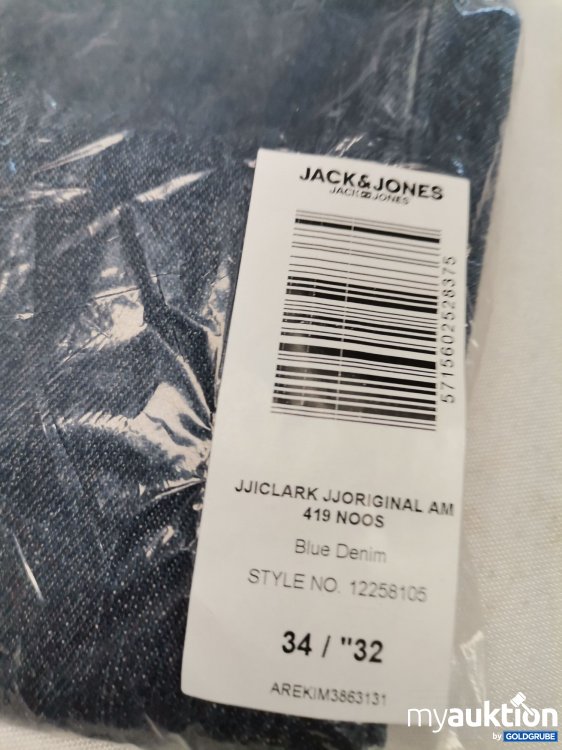 JACK&JONES
JACK&JONES
5715602528375
JJICLARK JJORIGINAL AM
419 NOOS
Blue Denim
STYLE NO. 12258105
34 / "32
AREKIM3863131
myauktion
by GOLDGRUBE